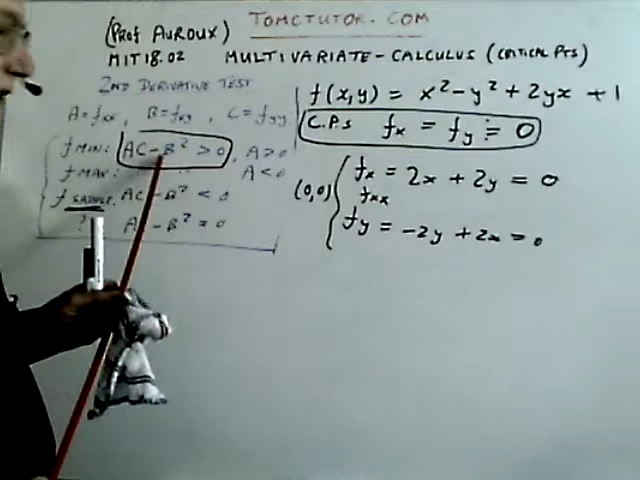 (PROF AUROUX) TOMCTUTOR.COM
MIT 18.02 MULTIVARIATE-CALCULUS (CRITICAL PTS)
2ND DERIVATIVE TEST
A = fxx , B = fxy , C = fyy
f MIN: AC - B² > 0 , A > 0
f MAX: A < 0
f SADDLE AC - B² < 0
? A - B² = 0
f(x,y) = x² - y² + 2yx + 1
C.P.s fx = fy = 0
fx = 2x + 2y = 0
(0,0) fxx
fy = -2y + 2x = 0